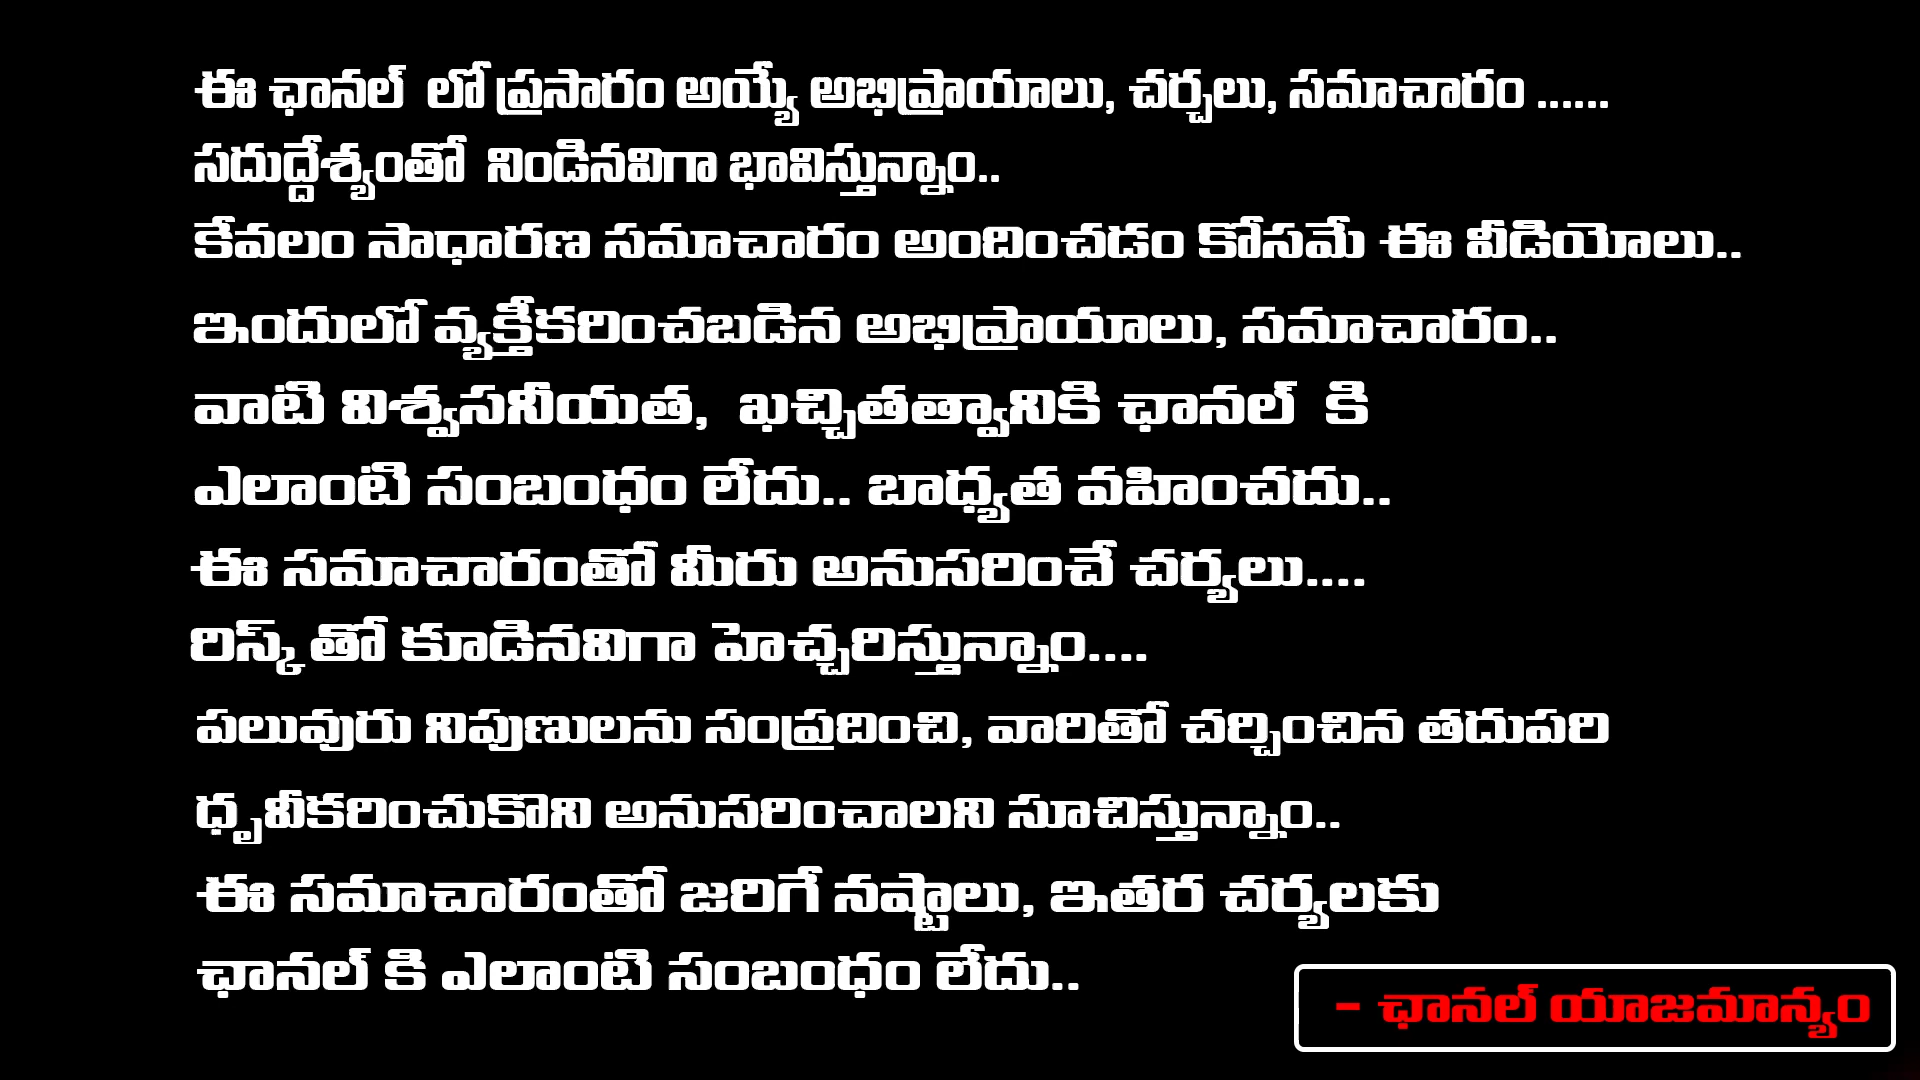 ఈ ఛానల్ లో ప్రసారం అయ్యే అభిప్రాయాలు, చర్చలు, సమాచారం ......
సదుద్దేశ్యంతో నిండినవిగా భావిస్తున్నాం..
కేవలం సాధారణ సమాచారం అందించడం కోసమే ఈ వీడియోలు..
ఇందులో వ్యక్తీకరించబడిన అభిప్రాయాలు, సమాచారం..
వాటి విశ్వసనీయత, ఖచ్చితత్వానికి ఛానల్ కి
ఎలాంటి సంబంధం లేదు.. బాధ్యత వహించదు..
ఈ సమాచారంతో మీరు అనుసరించే చర్యలు....
రిస్క్ తో కూడినవిగా హెచ్చరిస్తున్నాం....
పలువురు నిపుణులను సంప్రదించి, వారితో చర్చించిన తదుపరి
ధృవీకరించుకొని అనుసరించాలని సూచిస్తున్నాం..
ఈ సమాచారంతో జరిగే నష్టాలు, ఇతర చర్యలకు
ఛానల్ కి ఎలాంటి సంబంధం లేదు..
- ఛానల్ యాజమాన్యం